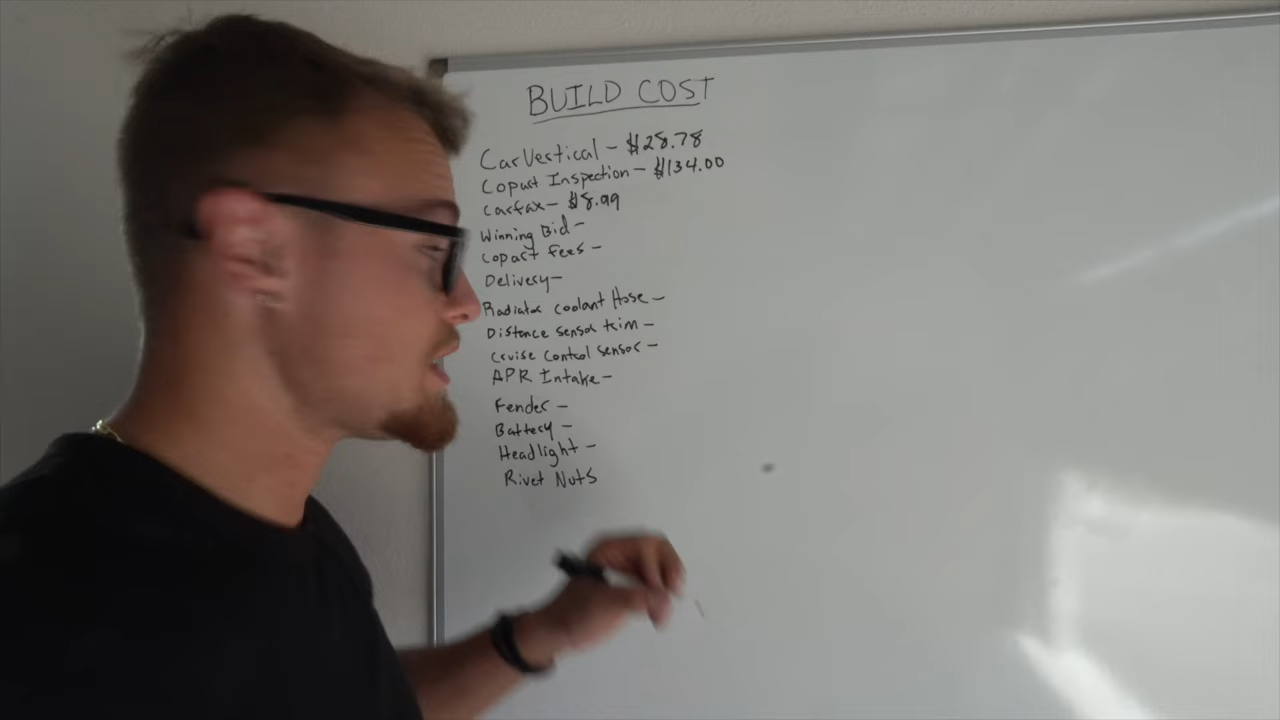 BUILD COST
CarVertical - $28.78
Copart Inspection - $134.00
Carfax - $8.99
Winning Bid -
Copart Fees -
Delivery -
Radiator coolant Hose -
Distance sensor trim -
Cruise Control sensor -
APR Intake -
Fender -
Battery -
Headlight -
Rivet Nuts